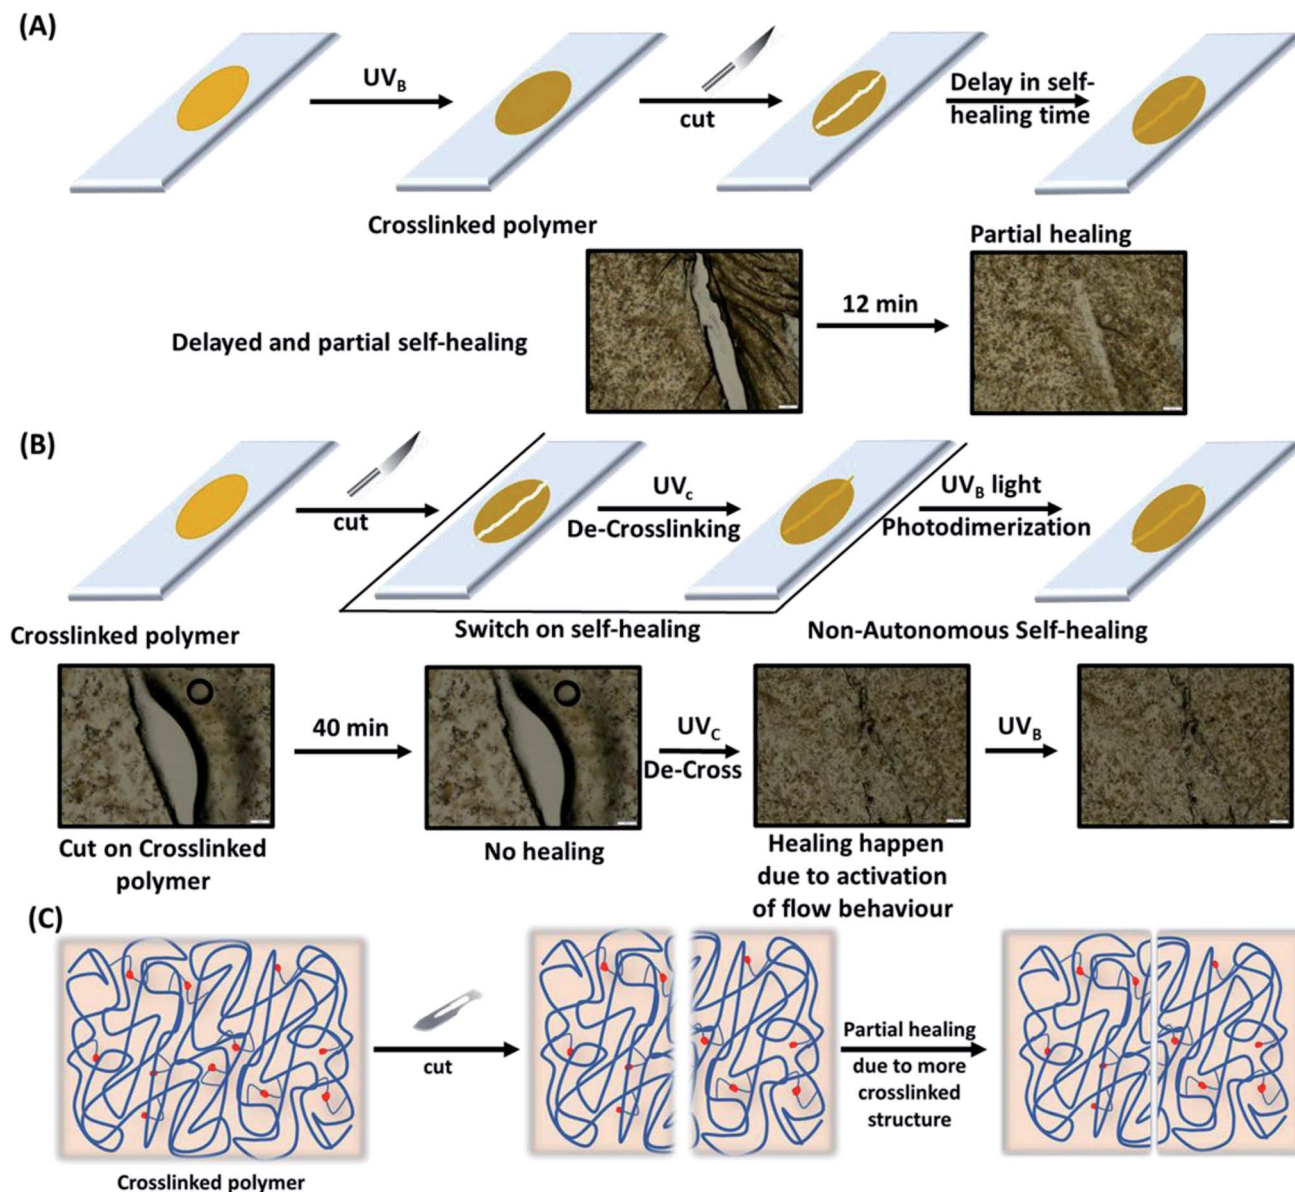 (A)
UVB
cut
Delay in self-
healing time
Crosslinked polymer
Partial healing
Delayed and partial self-healing
12 min
(B)
cut
UVc
De-Crosslinking
UVB light
Photodimerization
Crosslinked polymer
Switch on self-healing
Non-Autonomous Self-healing
40 min
UVC
De-Cross
UVB
Cut on Crosslinked
polymer
No healing
Healing happen
due to activation
of flow behaviour
(C)
cut
Partial healing
due to more
crosslinked
structure
Crosslinked polymer